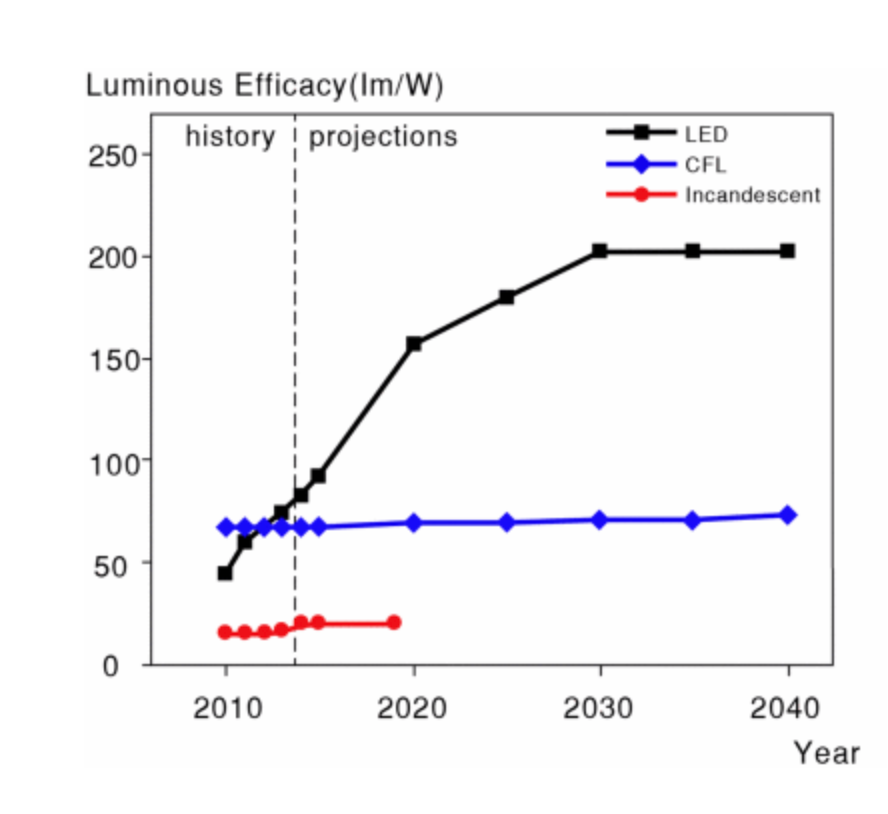 Luminous Efficacy(lm/W)
history projections
LED
CFL
Incandescent
250
200
150
100
50
0
2010 2020 2030 2040
Year